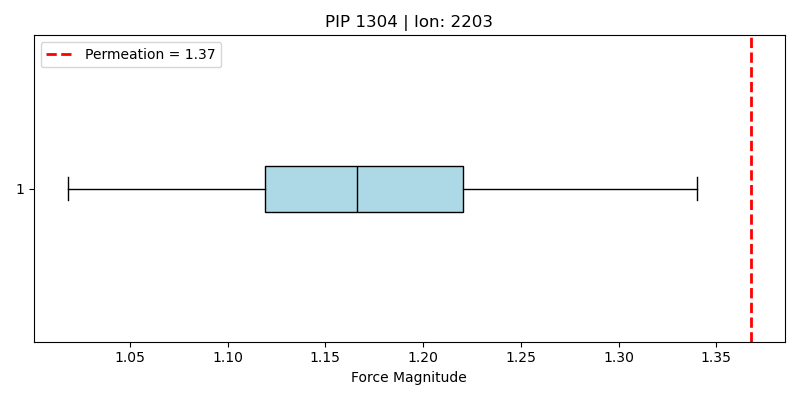 PIP 1304 | lon: 2203
Permeation = 1.37
1
1.05 1.10 1.15 1.20 1.25 1.30 1.35
Force Magnitude